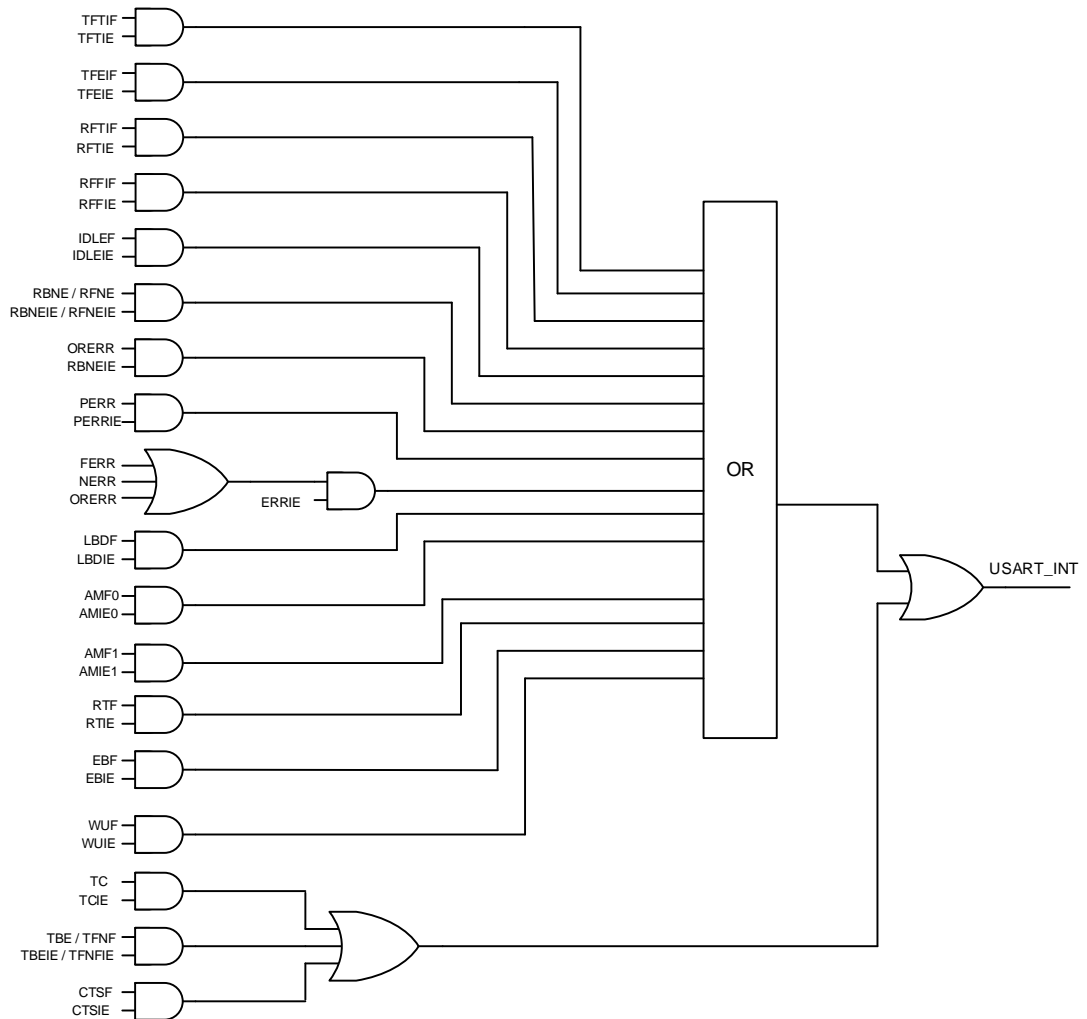 TFTIF
TFTIE
TFEIF
TFEIE
RFTIF
RFTIE
RFFIF
RFFIE
IDLEF
IDLEIE
RBNE / RFNE
RBNEIE / RFNEIE
ORERR
RBNEIE
PERR
PERRIE
FERR
NERR
ORERR
ERRIE
OR
LBDF
LBDIE
USART_INT
AMF0
AMIE0
AMF1
AMIE1
RTF
RTIE
EBF
EBIE
WUF
WUIE
TC
TCIE
TBE / TFNF
TBEIE / TFNFIE
CTSF
CTSIE